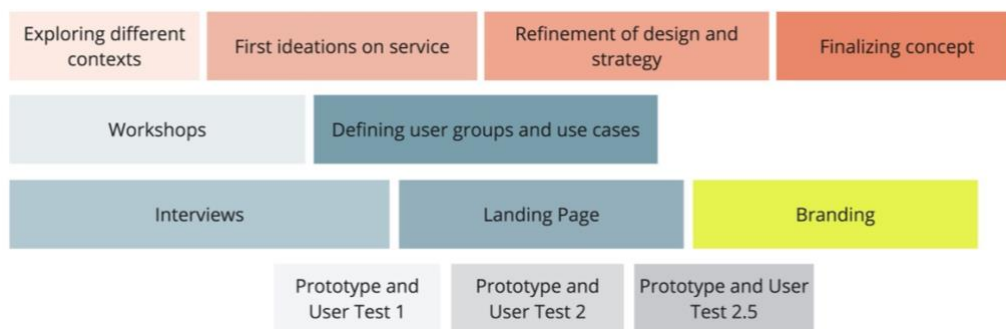 Exploring different
contexts
First ideations on service
Refinement of design and
strategy
Finalizing concept
Workshops
Defining user groups and use cases
Interviews
Landing Page
Branding
Prototype and
User Test 1
Prototype and
User Test 2
Prototype and User
Test 2.5